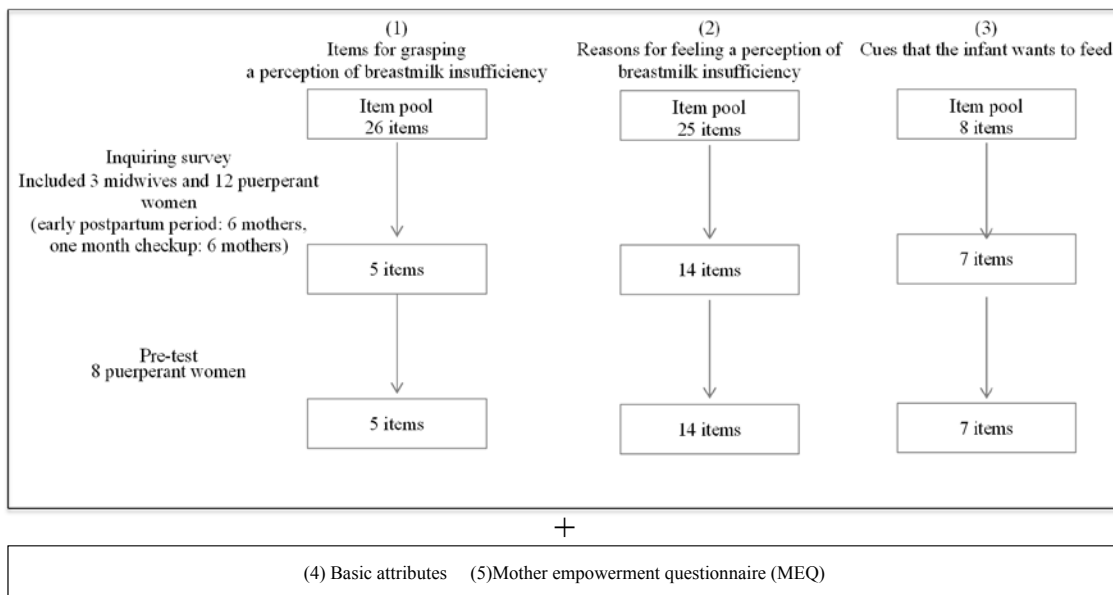 (1)
Items for grasping
a perception of breastmilk insufficiency
(2)
Reasons for feeling a perception of
breastmilk insufficiency
(3)
Cues that the infant wants to feed
Item pool
26 items
Item pool
25 items
Item pool
8 items
Inquiring survey
Included 3 midwives and 12 puerperant
women
(early postpartum period: 6 mothers,
one month checkup: 6 mothers)
5 items
14 items
7 items
Pre-test
8 puerperant women
5 items
14 items
7 items
+
(4) Basic attributes (5)Mother empowerment questionnaire (MEQ)